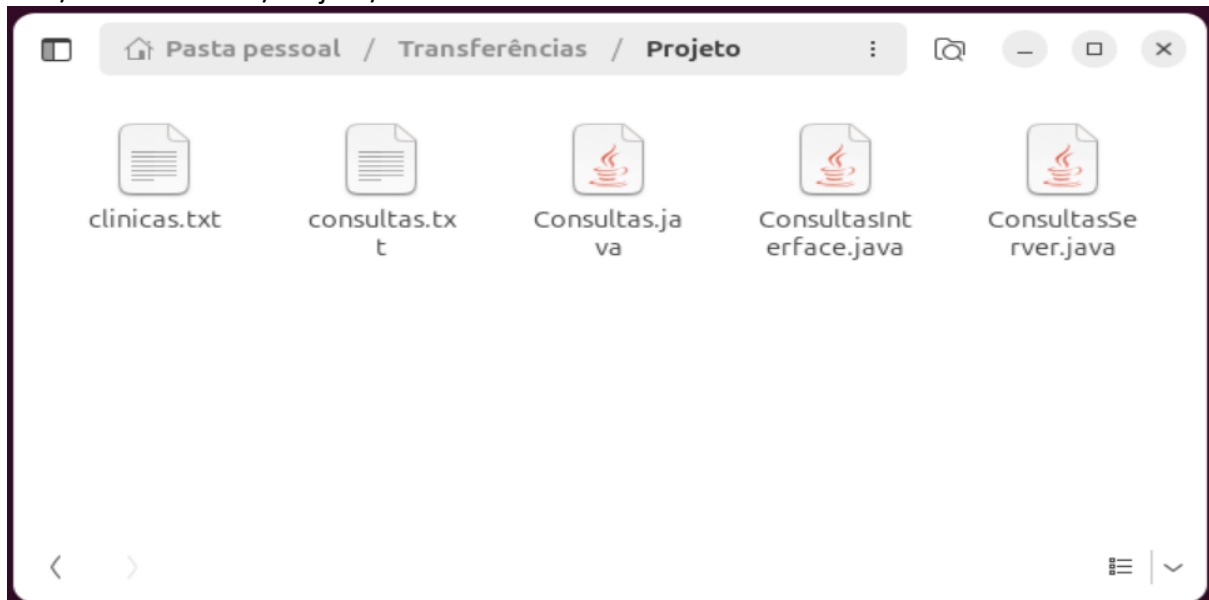 Pasta pessoal / Transferências / Projeto
clinicas.txt
consultas.tx
t
Consultas.ja
va
ConsultasInt
erface.java
ConsultasSe
rver.java